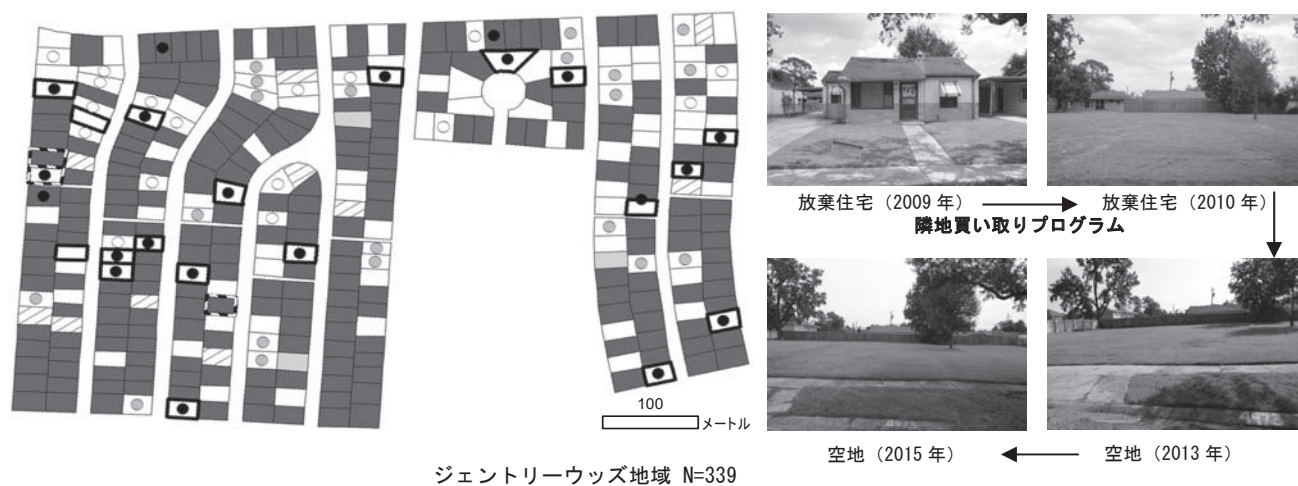 放棄住宅（2009 年）
放棄住宅（2010 年）
隣地買い取りプログラム
100
メートル
空地（2015 年）
空地（2013 年）
ジェントリーウッズ地域 N=339